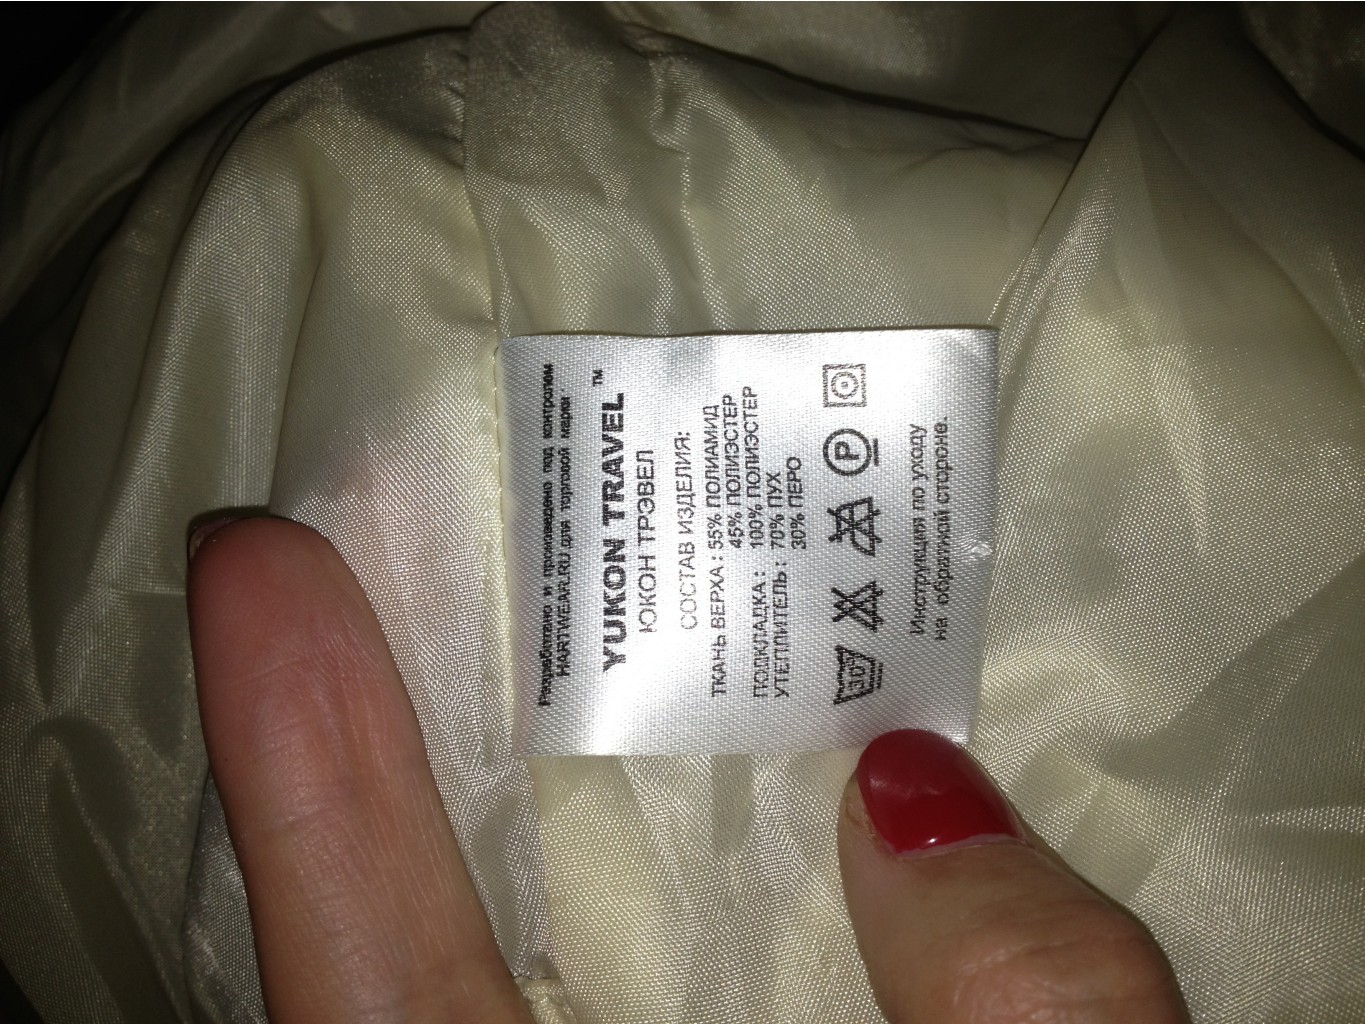 Разработано и произведено под контролем
HARTWEAR.RU для торговой марки
YUKON TRAVEL™
ЮКОН ТРЭВЕЛ
СОСТАВ ИЗДЕЛИЯ:
ТКАНЬ ВЕРХА : 55% ПОЛИАМИД
45% ПОЛИЭСТЕР
ПОДКЛАДКА : 100% ПОЛИЭСТЕР
УТЕПЛИТЕЛЬ : 70% ПУХ
30% ПЕРО
30° P
Инструкция по уходу
на обратной стороне.